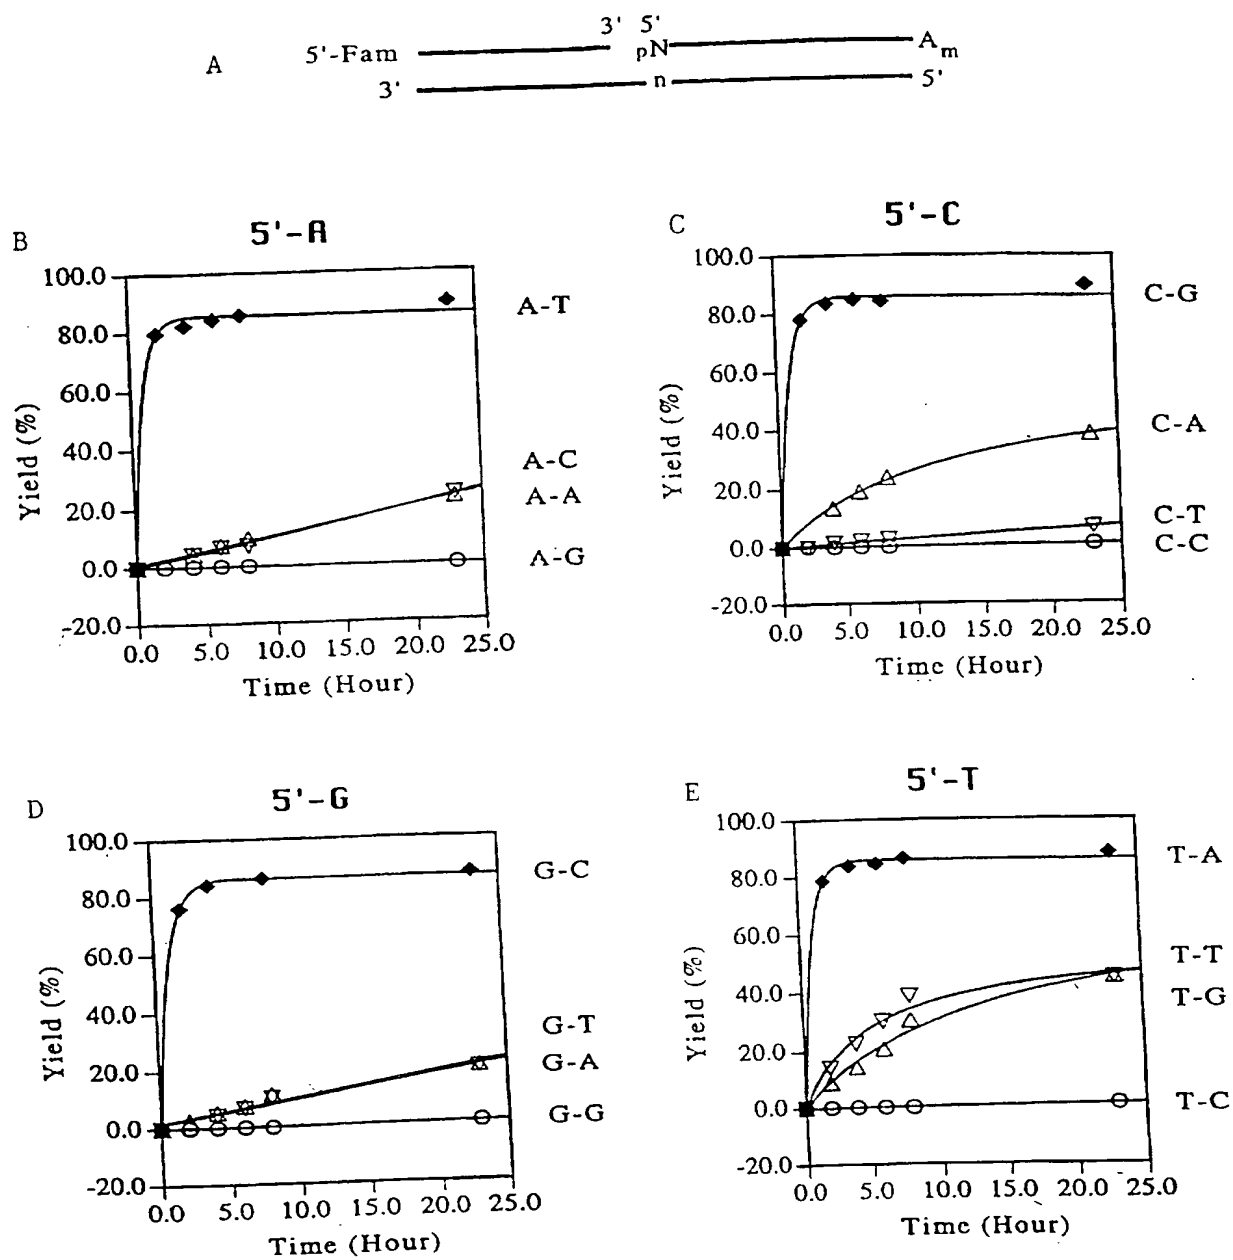 3' 5'
A 5'-Fam pN Am
3' n 5'
B 5'-A
100.0
80.0
60.0
40.0
20.0
0.0
-20.0
Yield (%)
0.0 5.0 10.0 15.0 20.0 25.0
Time (Hour)
A-T
A-C
A-A
A-G
C 5'-C
100.0
80.0
60.0
40.0
20.0
0.0
-20.0
Yield (%)
0.0 5.0 10.0 15.0 20.0 25.0
Time (Hour)
C-G
C-A
C-T
C-C
D 5'-G
100.0
80.0
60.0
40.0
20.0
0.0
-20.0
Yield (%)
0.0 5.0 10.0 15.0 20.0 25.0
Time (Hour)
G-C
G-T
G-A
G-G
E 5'-T
100.0
80.0
60.0
40.0
20.0
0.0
-20.0
Yield (%)
0.0 5.0 10.0 15.0 20.0 25.0
Time (Hour)
T-A
T-T
T-G
T-C